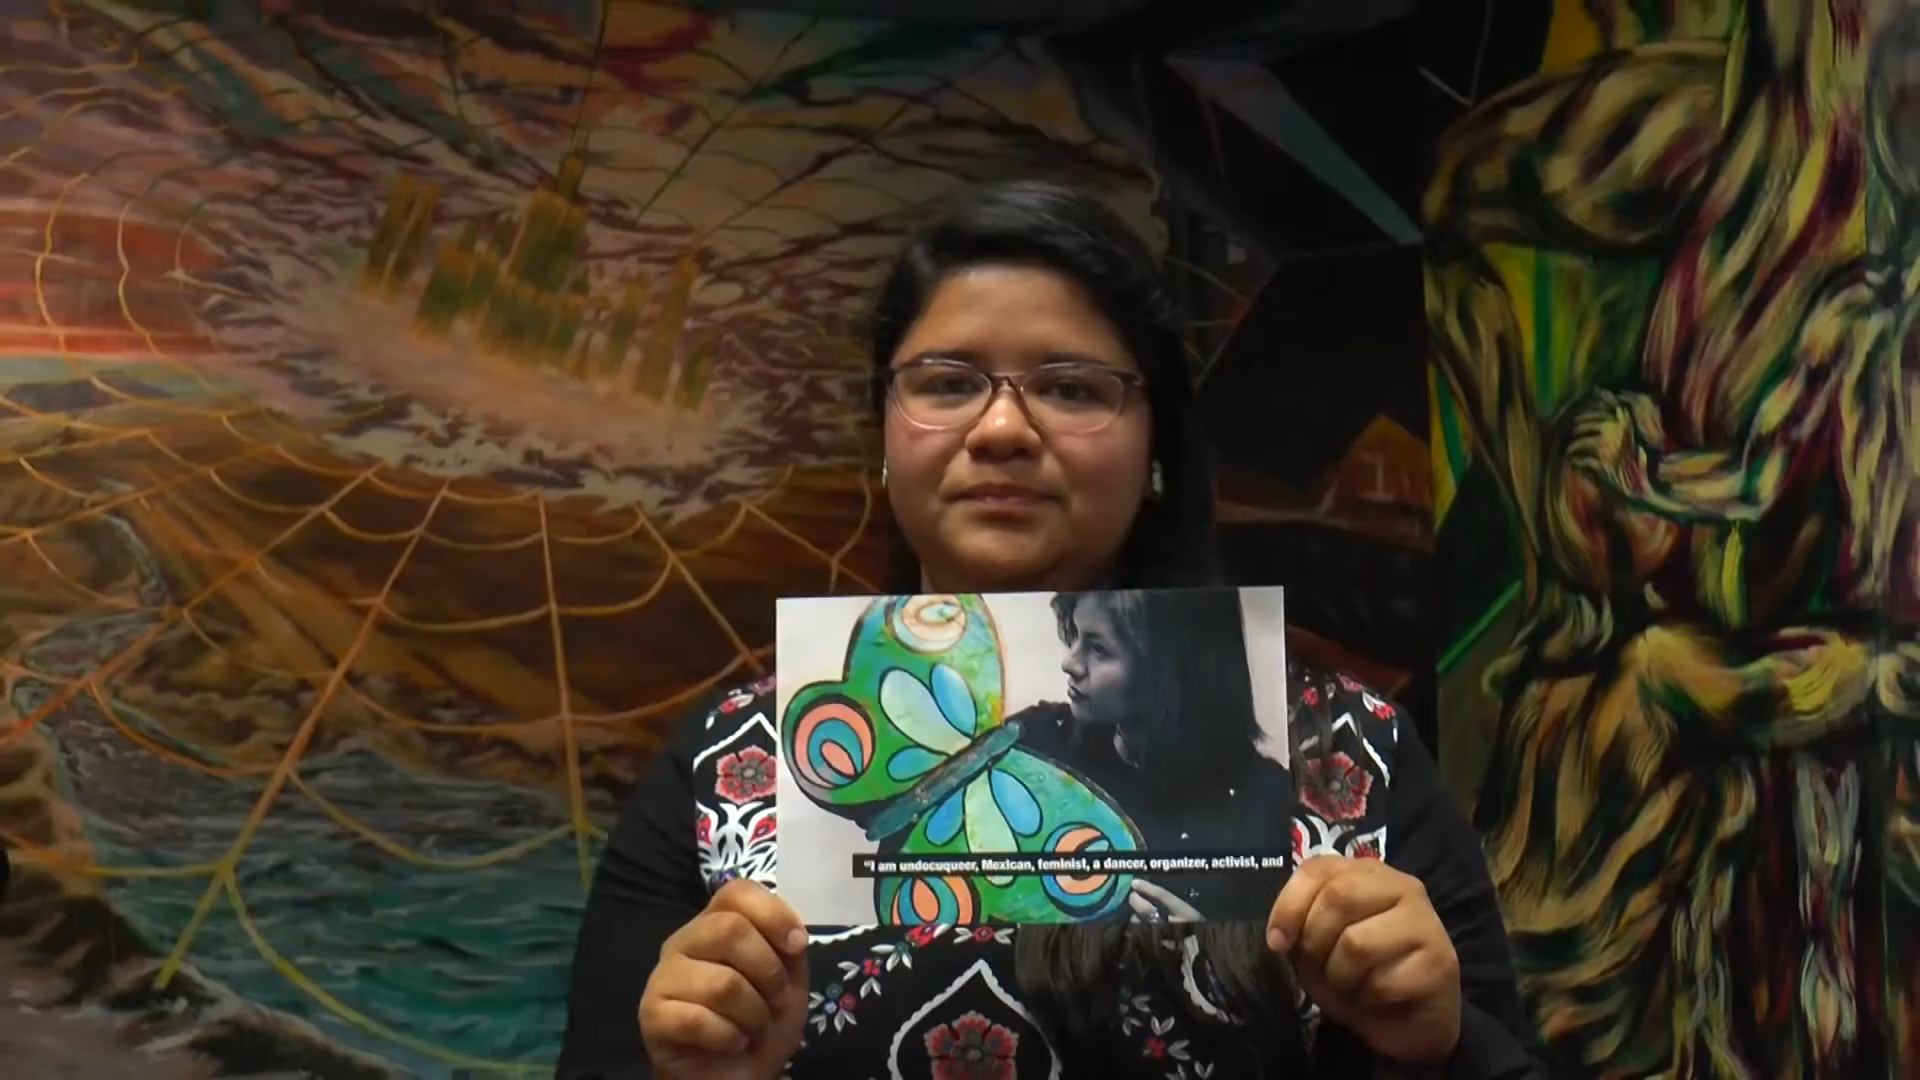 "I am undocuqueer, Mexican, feminist, a dancer, organizer, activist, and